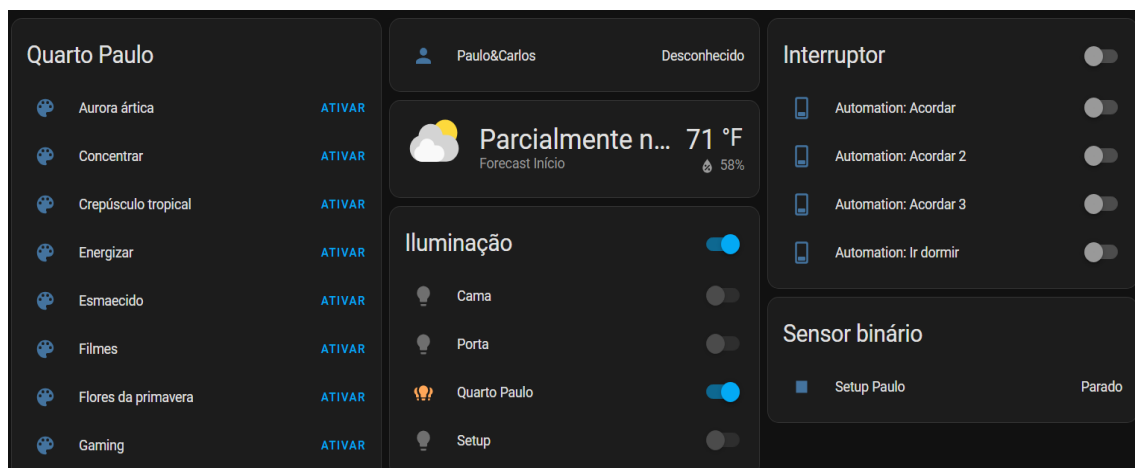 Quarto Paulo
Aurora ártica ATIVAR
Concentrar ATIVAR
Crepúsculo tropical ATIVAR
Energizar ATIVAR
Esmaecido ATIVAR
Filmes ATIVAR
Flores da primavera ATIVAR
Gaming ATIVAR
Paulo&Carlos Desconhecido
Parcialmente n... 71 °F
Forecast Início 58%
Iluminação
Cama
Porta
Quarto Paulo
Setup
Interruptor
Automation: Acordar
Automation: Acordar 2
Automation: Acordar 3
Automation: Ir dormir
Sensor binário
Setup Paulo Parado